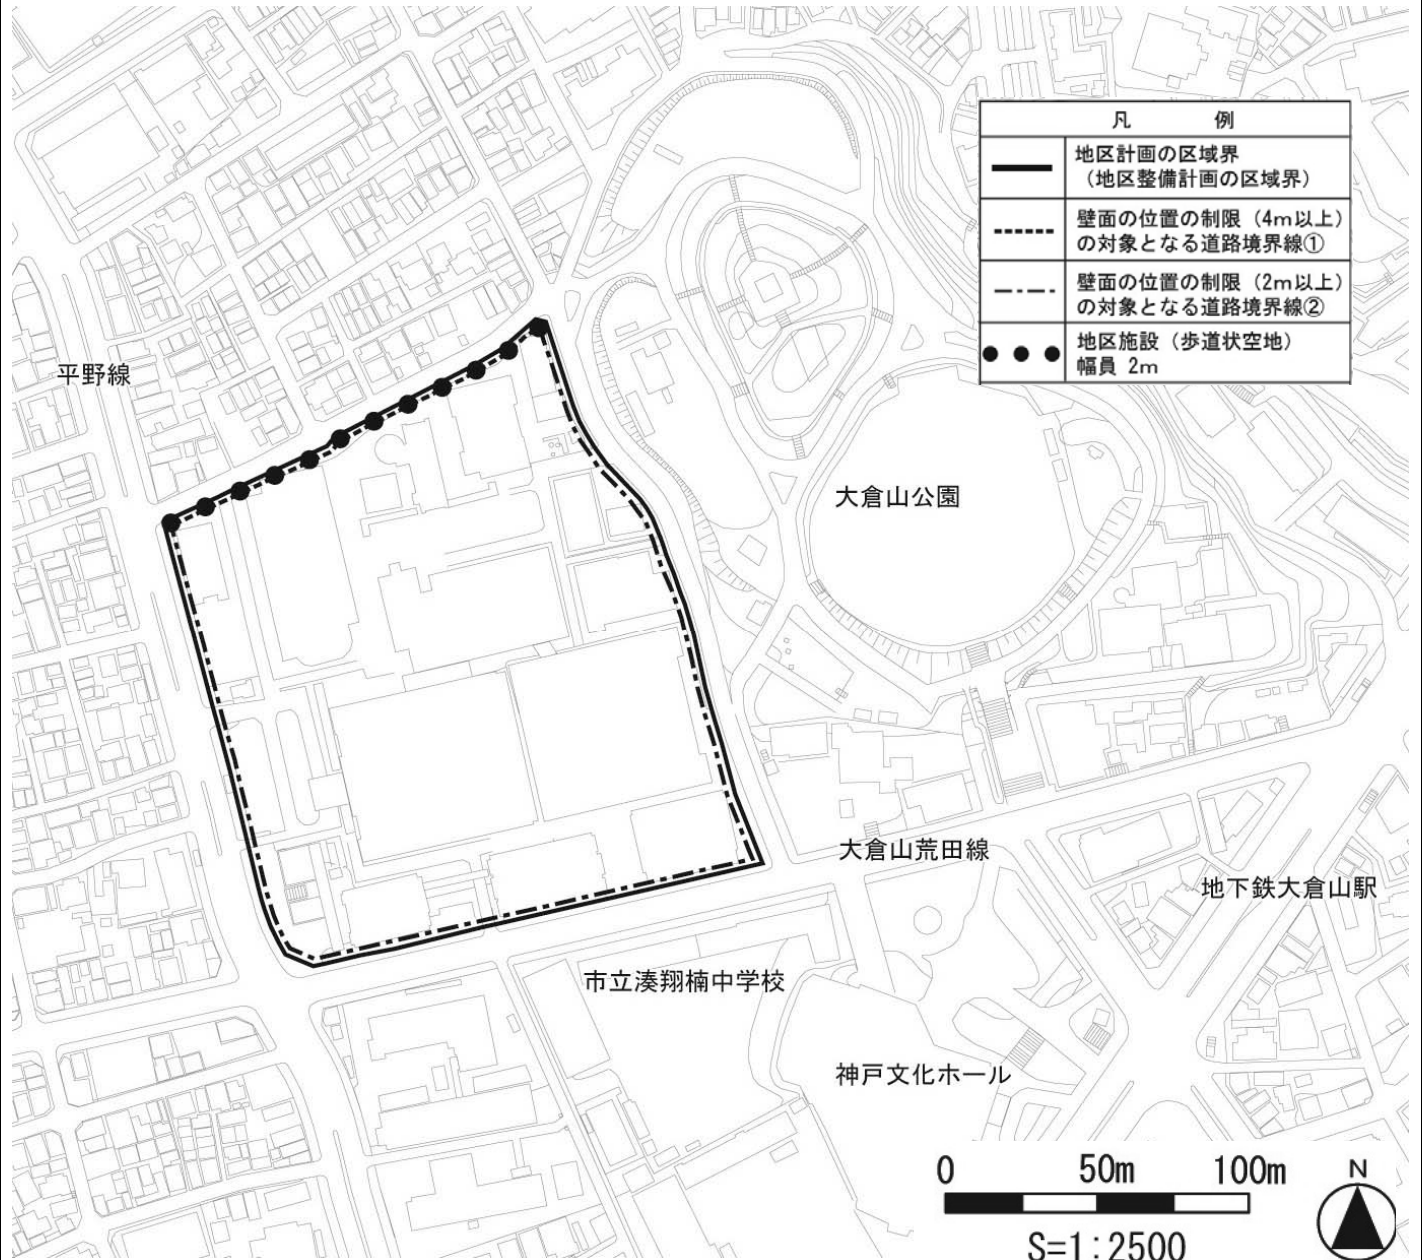 凡 例
地区計画の区域界
（地区整備計画の区域界）
壁面の位置の制限（4m以上）
の対象となる道路境界線①
壁面の位置の制限（2m以上）
の対象となる道路境界線②
地区施設（歩道状空地）
幅員 2m
平野線
大倉山公園
大倉山荒田線
地下鉄大倉山駅
市立湊翔楠中学校
神戸文化ホール
0 50m 100m
N
S=1:2500